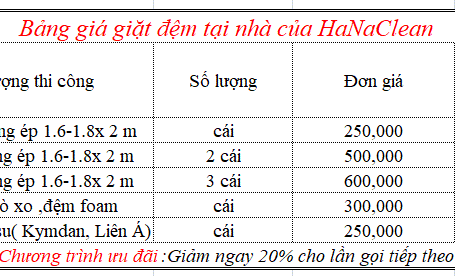 Bảng giá giặt đệm tại nhà của HaNaClean
ợng thi công Số lượng Đơn giá
ng ép 1.6-1.8x 2 m cái 250,000
ng ép 1.6-1.8x 2 m 2 cái 500,000
ng ép 1.6-1.8x 2 m 3 cái 600,000
ò xo ,đệm foam cái 300,000
su( Kymdan, Liên Á) cái 250,000
Chương trình ưu đãi :Giảm ngay 20% cho lần gọi tiếp theo